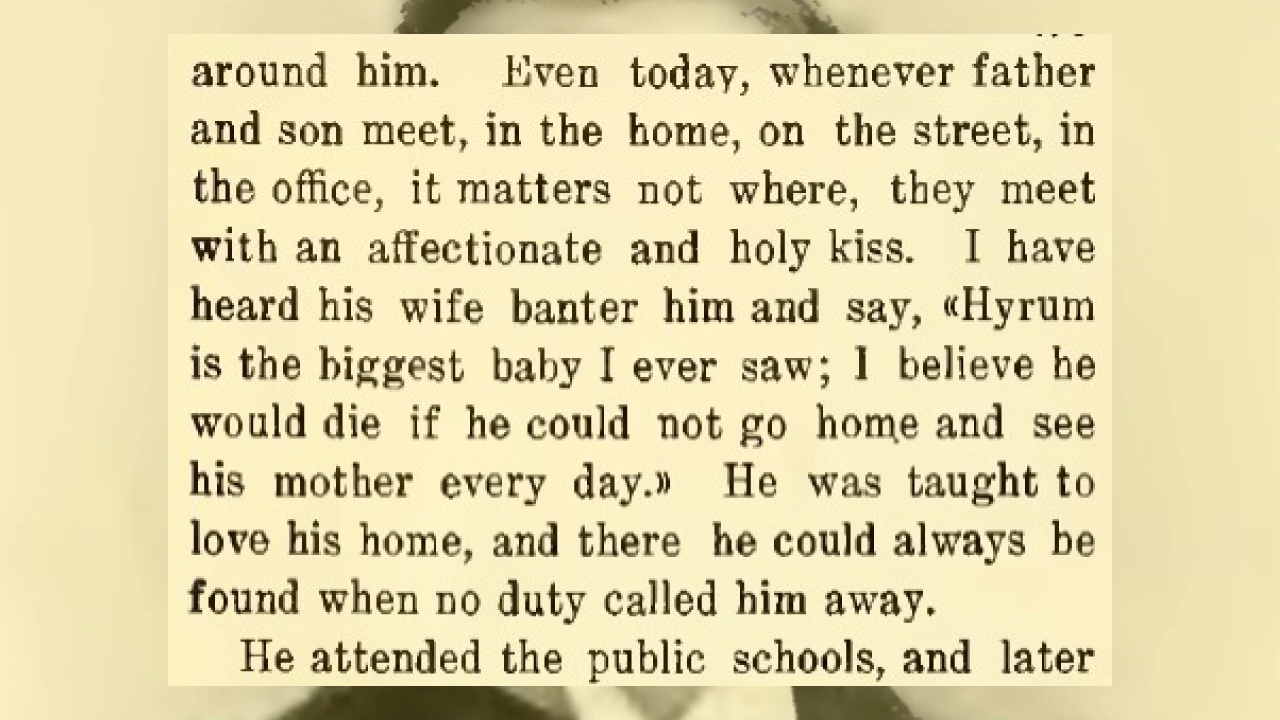 around him. Even today, whenever father
and son meet, in the home, on the street, in
the office, it matters not where, they meet
with an affectionate and holy kiss. I have
heard his wife banter him and say, «Hyrum
is the biggest baby I ever saw; I believe he
would die if he could not go home and see
his mother every day.» He was taught to
love his home, and there he could always be
found when no duty called him away.
He attended the public schools, and later